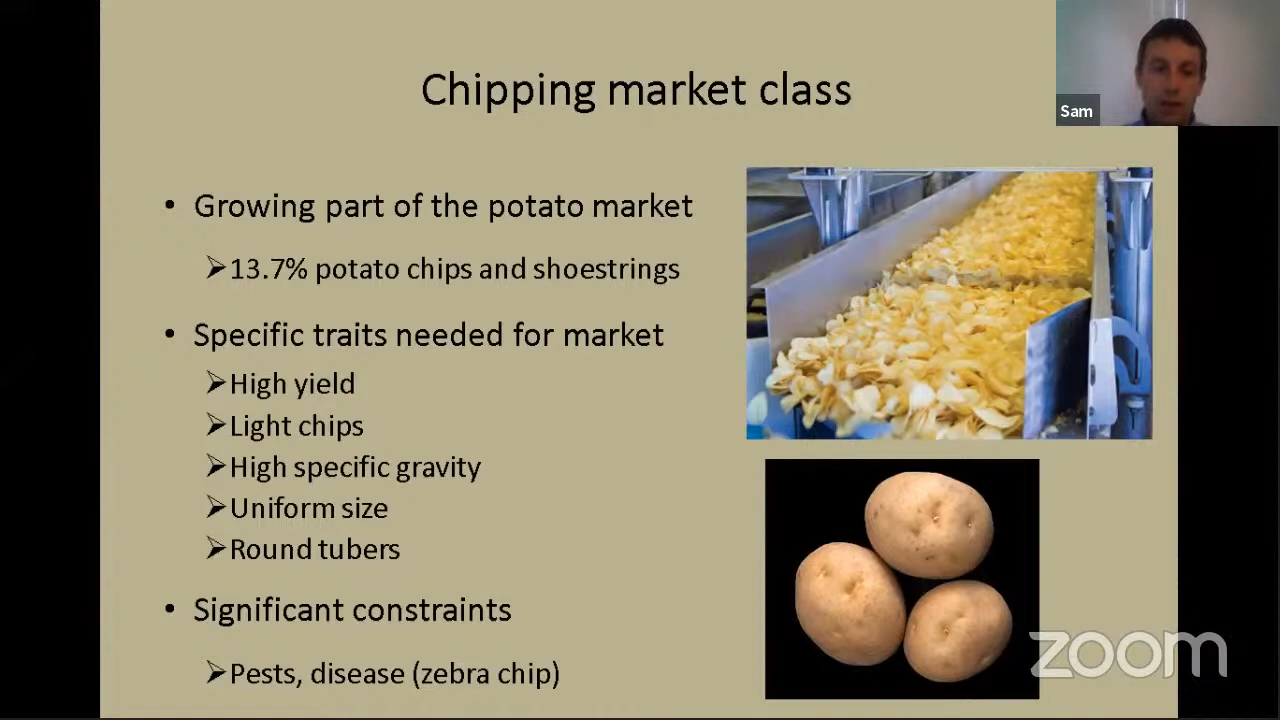 Chipping market class
Sam
• Growing part of the potato market
➢13.7% potato chips and shoestrings
• Specific traits needed for market
➢High yield
➢Light chips
➢High specific gravity
➢Uniform size
➢Round tubers
• Significant constraints
➢Pests, disease (zebra chip)
zoom